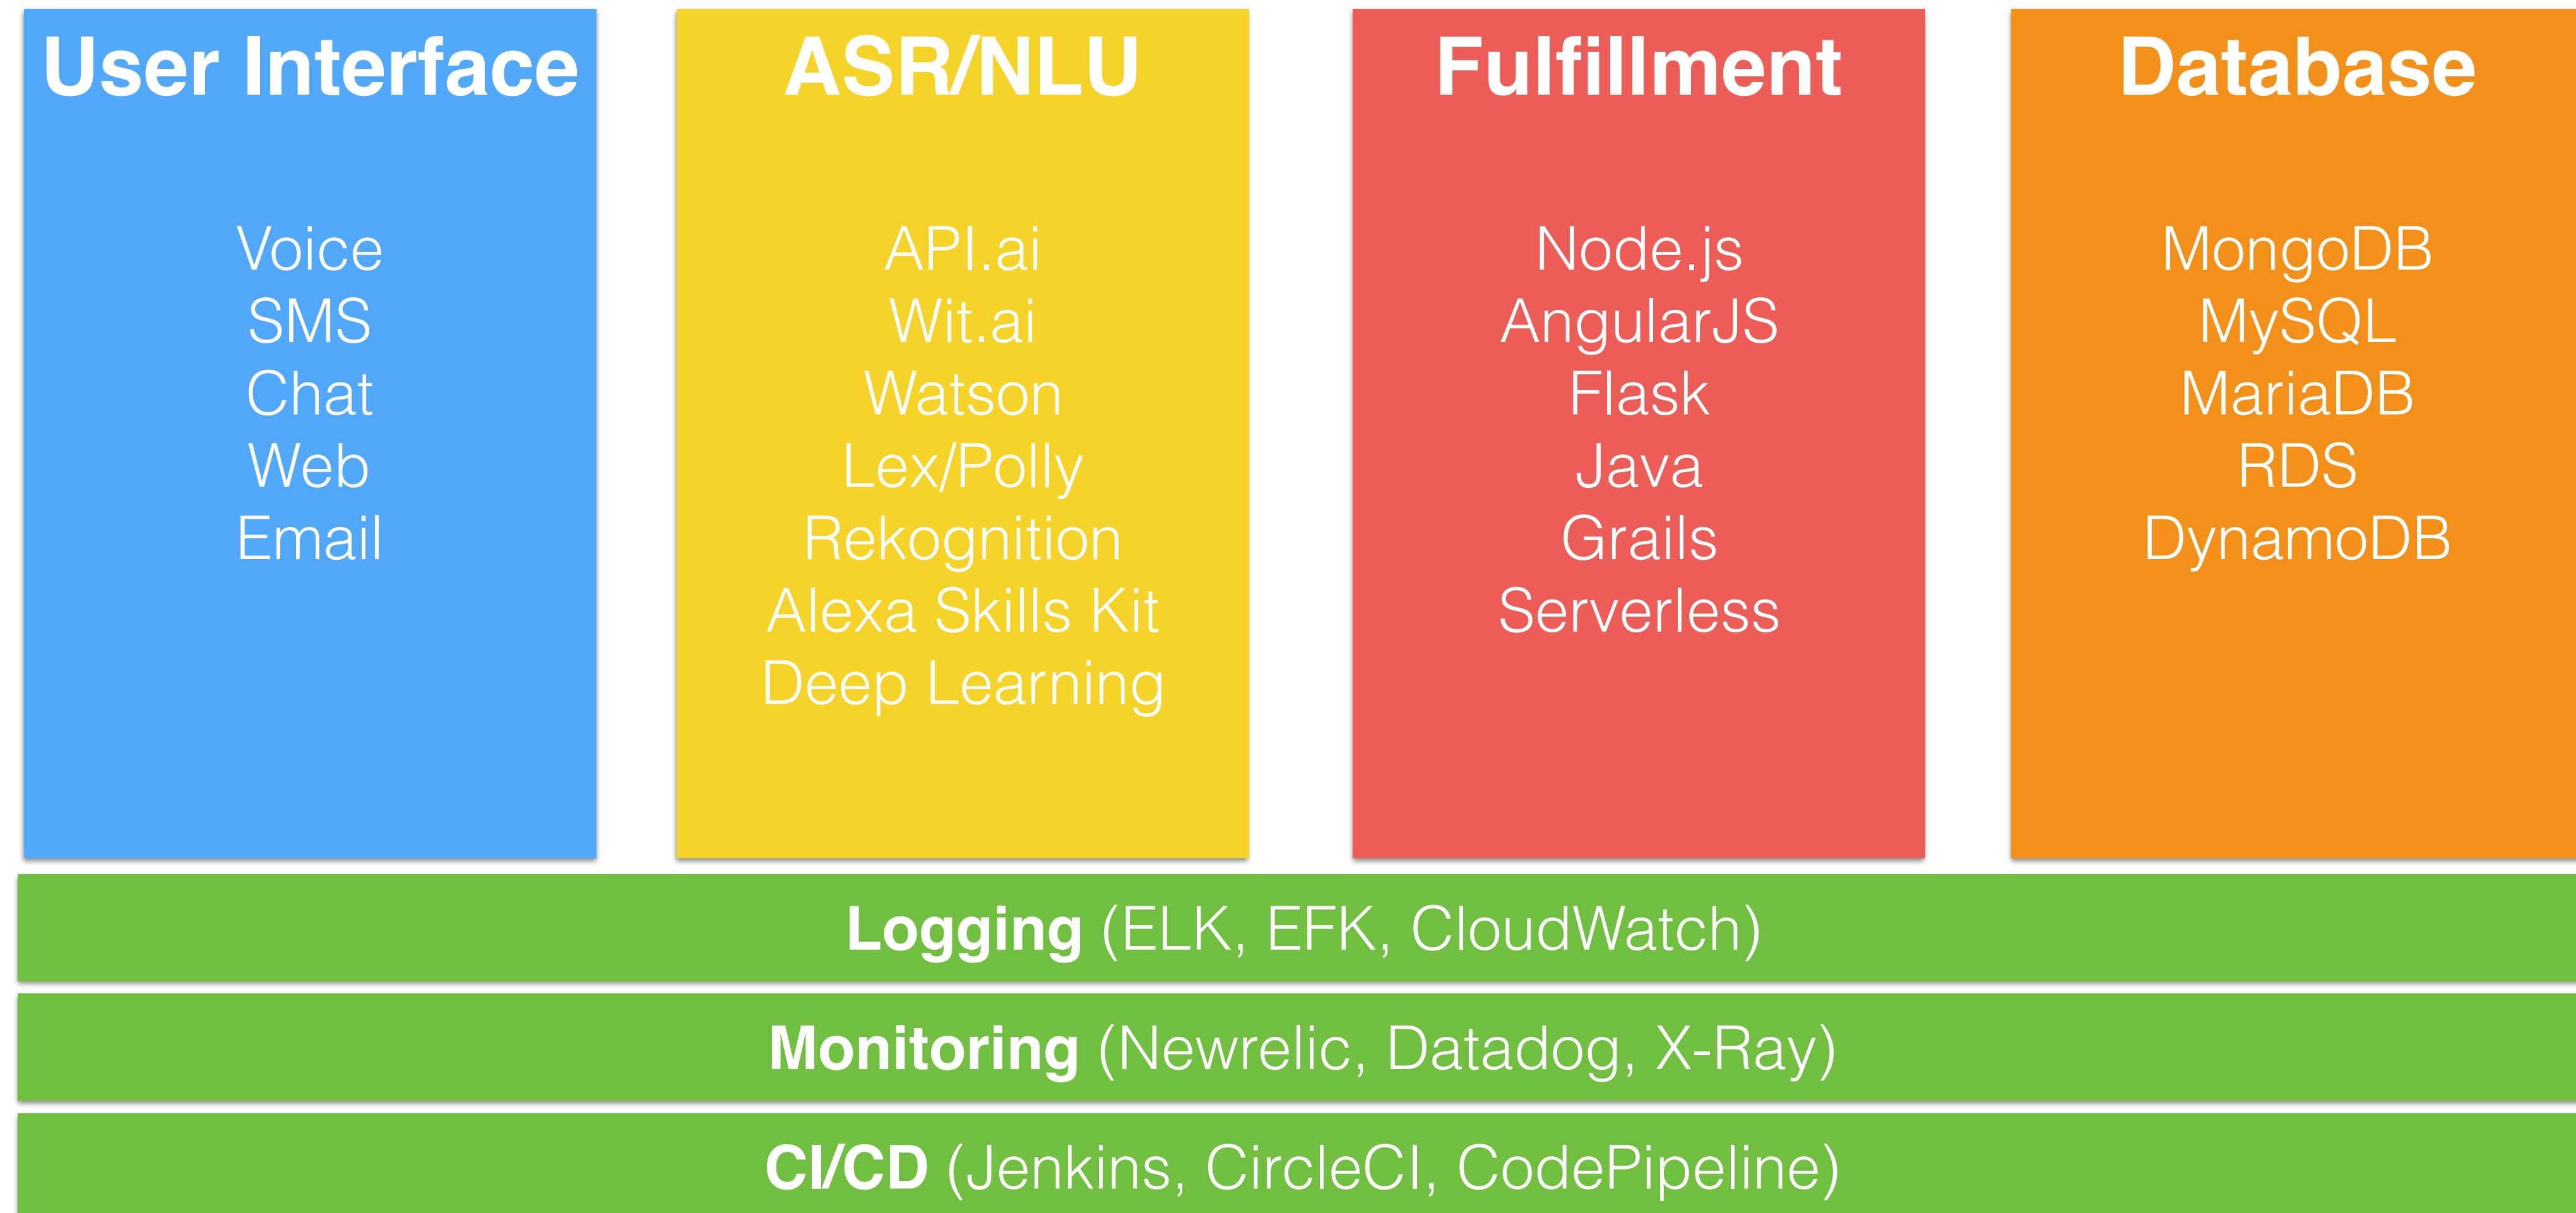 User Interface
Voice
SMS
Chat
Web
Email
ASR/NLU
API.ai
Wit.ai
Watson
Lex/Polly
Rekognition
Alexa Skills Kit
Deep Learning
Fulfillment
Node.js
AngularJS
Flask
Java
Grails
Serverless
Database
MongoDB
MySQL
MariaDB
RDS
DynamoDB
Logging (ELK, EFK, CloudWatch)
Monitoring (Newrelic, Datadog, X-Ray)
CI/CD (Jenkins, CircleCI, CodePipeline)